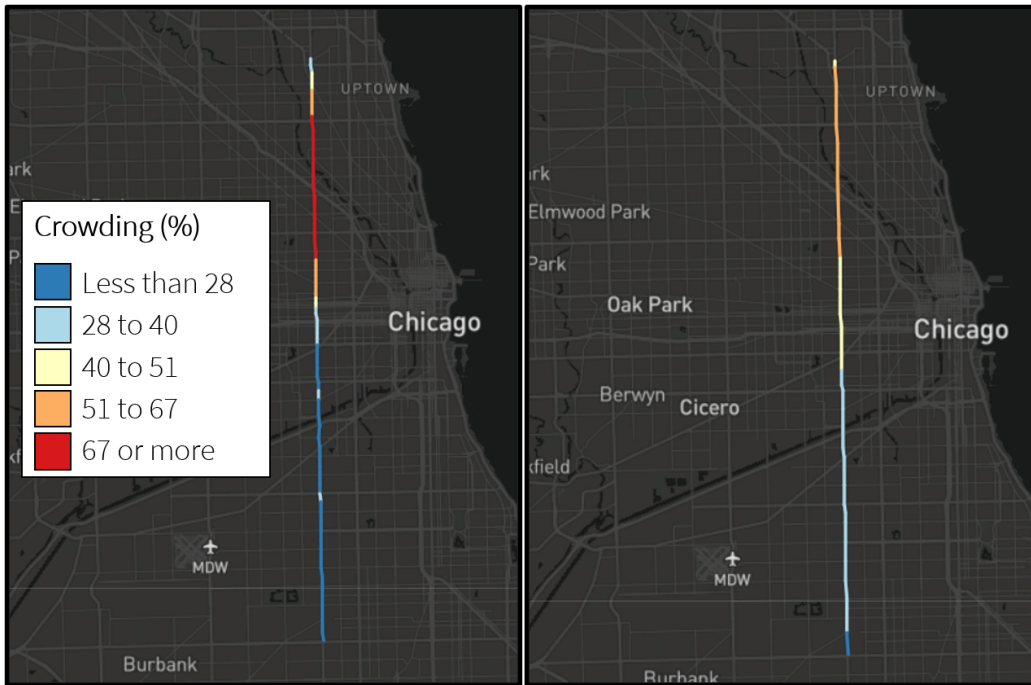 UPTOWN
ark
E
P
Crowding (%)
Less than 28
28 to 40
40 to 51
51 to 67
67 or more
Chicago
kf
MDW
Burbank
UPTOWN
rk
Elmwood Park
Park
Oak Park
Chicago
Berwyn
Cicero
kfield
MDW
Burbank